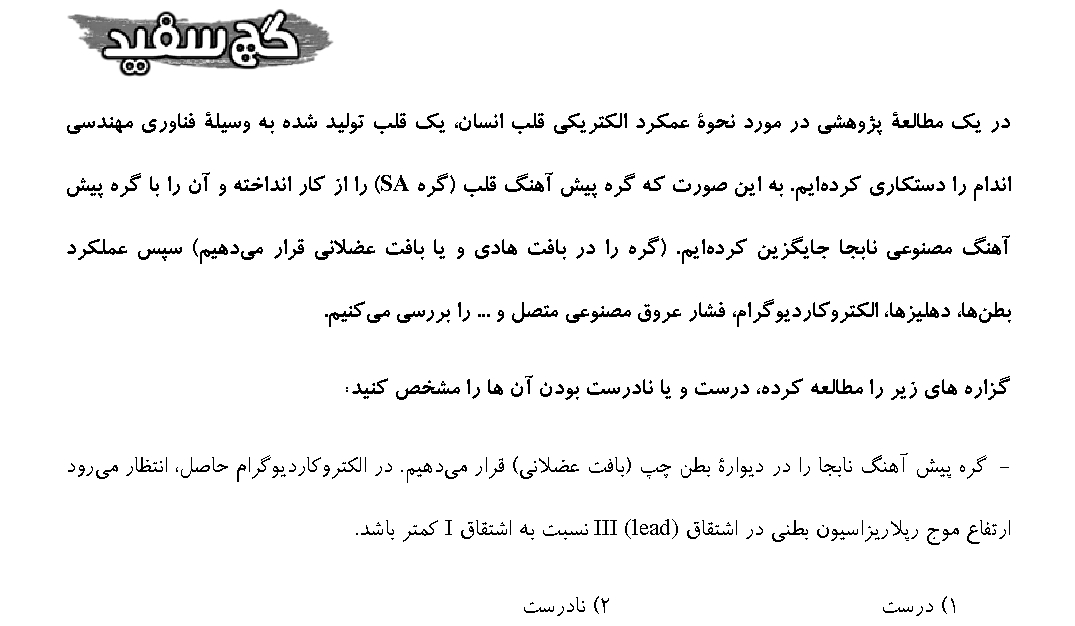 گچ سفید
در یک مطالعهٔ پژوهشی در مورد نحوهٔ عمکرد الکتریکی قلب انسان، یک قلب تولید شده به وسیلهٔ فناوری مهندسی
اندام را دستکاری کرده‌ایم. به این صورت که گره پیش آهنگ قلب (گره SA) را از کار انداخته و آن را با گره پیش
آهنگ مصنوعی نابجا جایگزین کرده‌ایم. (گره را در بافت هادی و یا بافت عضلانی قرار می‌دهیم) سپس عملکرد
بطن‌ها، دهلیزها، الکتروکاردیوگرام، فشار عروق مصنوعی متصل و ... را بررسی می‌کنیم.
گزاره های زیر را مطالعه کرده، درست و یا نادرست بودن آن ها را مشخص کنید:
- گره پیش آهنگ نابجا را در دیوارهٔ بطن چپ (بافت عضلانی) قرار می‌دهیم. در الکتروکاردیوگرام حاصل، انتظار می‌رود
ارتفاع موج رپلاریزاسیون بطنی در اشتقاق III (lead) نسبت به اشتقاق I کمتر باشد.
۱) درست ۲) نادرست